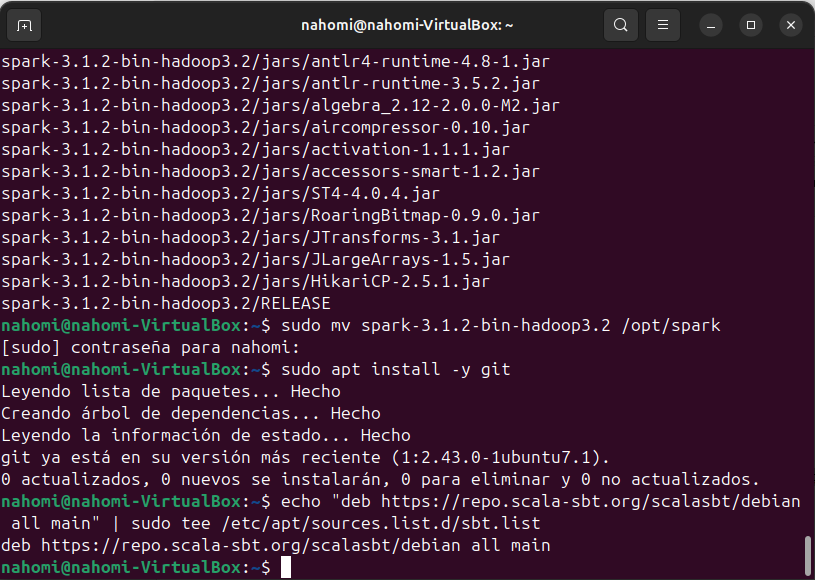 nahomi@nahomi-VirtualBox: ~
spark-3.1.2-bin-hadoop3.2/jars/antlr4-runtime-4.8-1.jar
spark-3.1.2-bin-hadoop3.2/jars/antlr-runtime-3.5.2.jar
spark-3.1.2-bin-hadoop3.2/jars/algebra_2.12-2.0.0-M2.jar
spark-3.1.2-bin-hadoop3.2/jars/aircompressor-0.10.jar
spark-3.1.2-bin-hadoop3.2/jars/activation-1.1.1.jar
spark-3.1.2-bin-hadoop3.2/jars/accessors-smart-1.2.jar
spark-3.1.2-bin-hadoop3.2/jars/ST4-4.0.4.jar
spark-3.1.2-bin-hadoop3.2/jars/RoaringBitmap-0.9.0.jar
spark-3.1.2-bin-hadoop3.2/jars/JTransforms-3.1.jar
spark-3.1.2-bin-hadoop3.2/jars/JLargeArrays-1.5.jar
spark-3.1.2-bin-hadoop3.2/jars/HikariCP-2.5.1.jar
spark-3.1.2-bin-hadoop3.2/RELEASE
nahomi@nahomi-VirtualBox:~$ sudo mv spark-3.1.2-bin-hadoop3.2 /opt/spark
[sudo] contraseña para nahomi:
nahomi@nahomi-VirtualBox:~$ sudo apt install -y git
Leyendo lista de paquetes... Hecho
Creando árbol de dependencias... Hecho
Leyendo la información de estado... Hecho
git ya está en su versión más reciente (1:2.43.0-1ubuntu7.1).
0 actualizados, 0 nuevos se instalarán, 0 para eliminar y 0 no actualizados.
nahomi@nahomi-VirtualBox:~$ echo "deb https://repo.scala-sbt.org/scalasbt/debian
 all main" | sudo tee /etc/apt/sources.list.d/sbt.list
deb https://repo.scala-sbt.org/scalasbt/debian all main
nahomi@nahomi-VirtualBox:~$